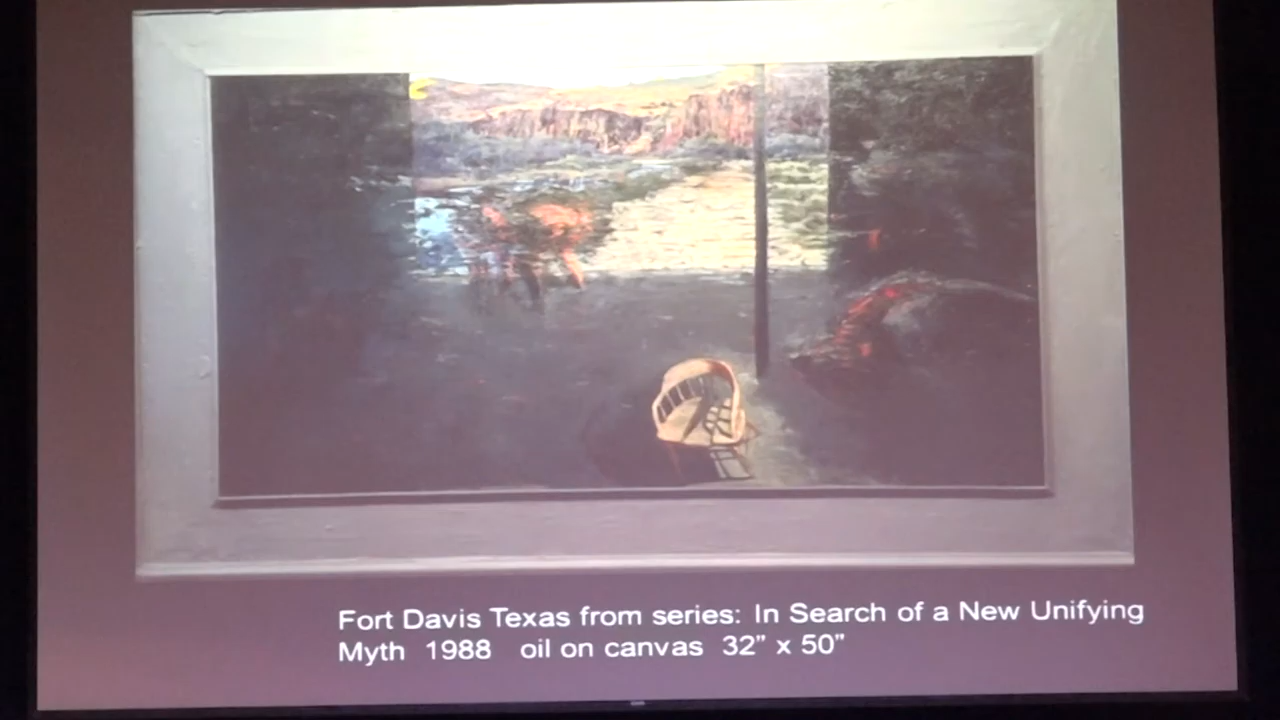 Fort Davis Texas from series: In Search of a New Unifying
Myth 1988 oil on canvas 32” x 50”